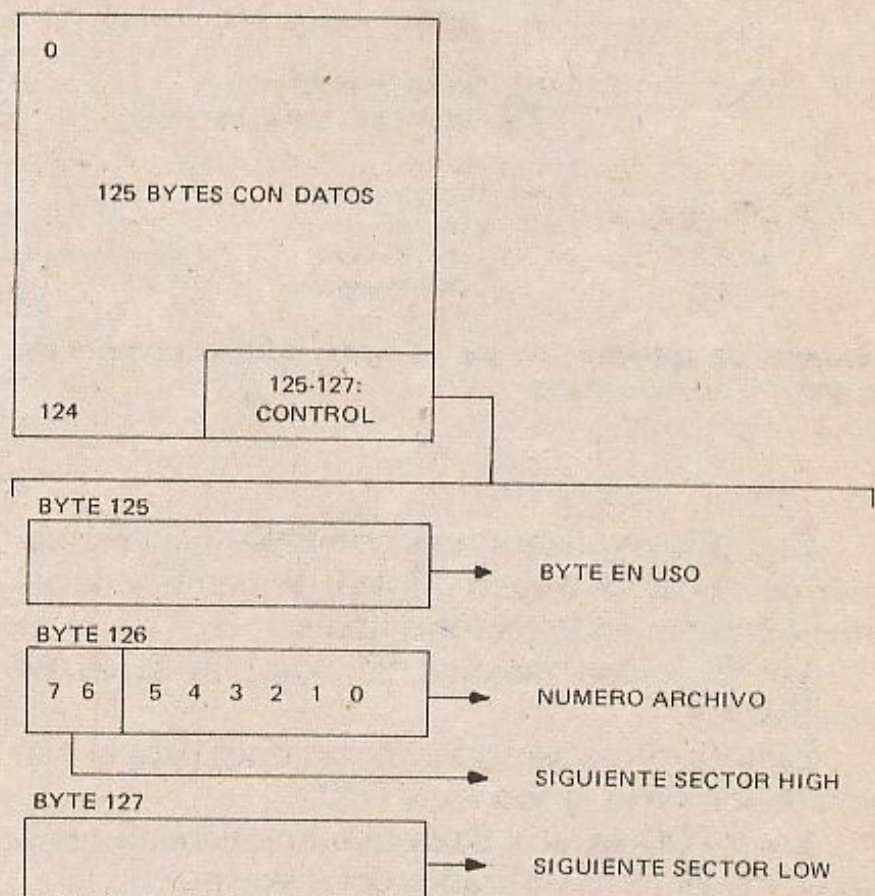 0
125 BYTES CON DATOS
125-127:
124 CONTROL
BYTE 125
BYTE EN USO
BYTE 126
7 6 5 4 3 2 1 0 NUMERO ARCHIVO
SIGUIENTE SECTOR HIGH
BYTE 127
SIGUIENTE SECTOR LOW